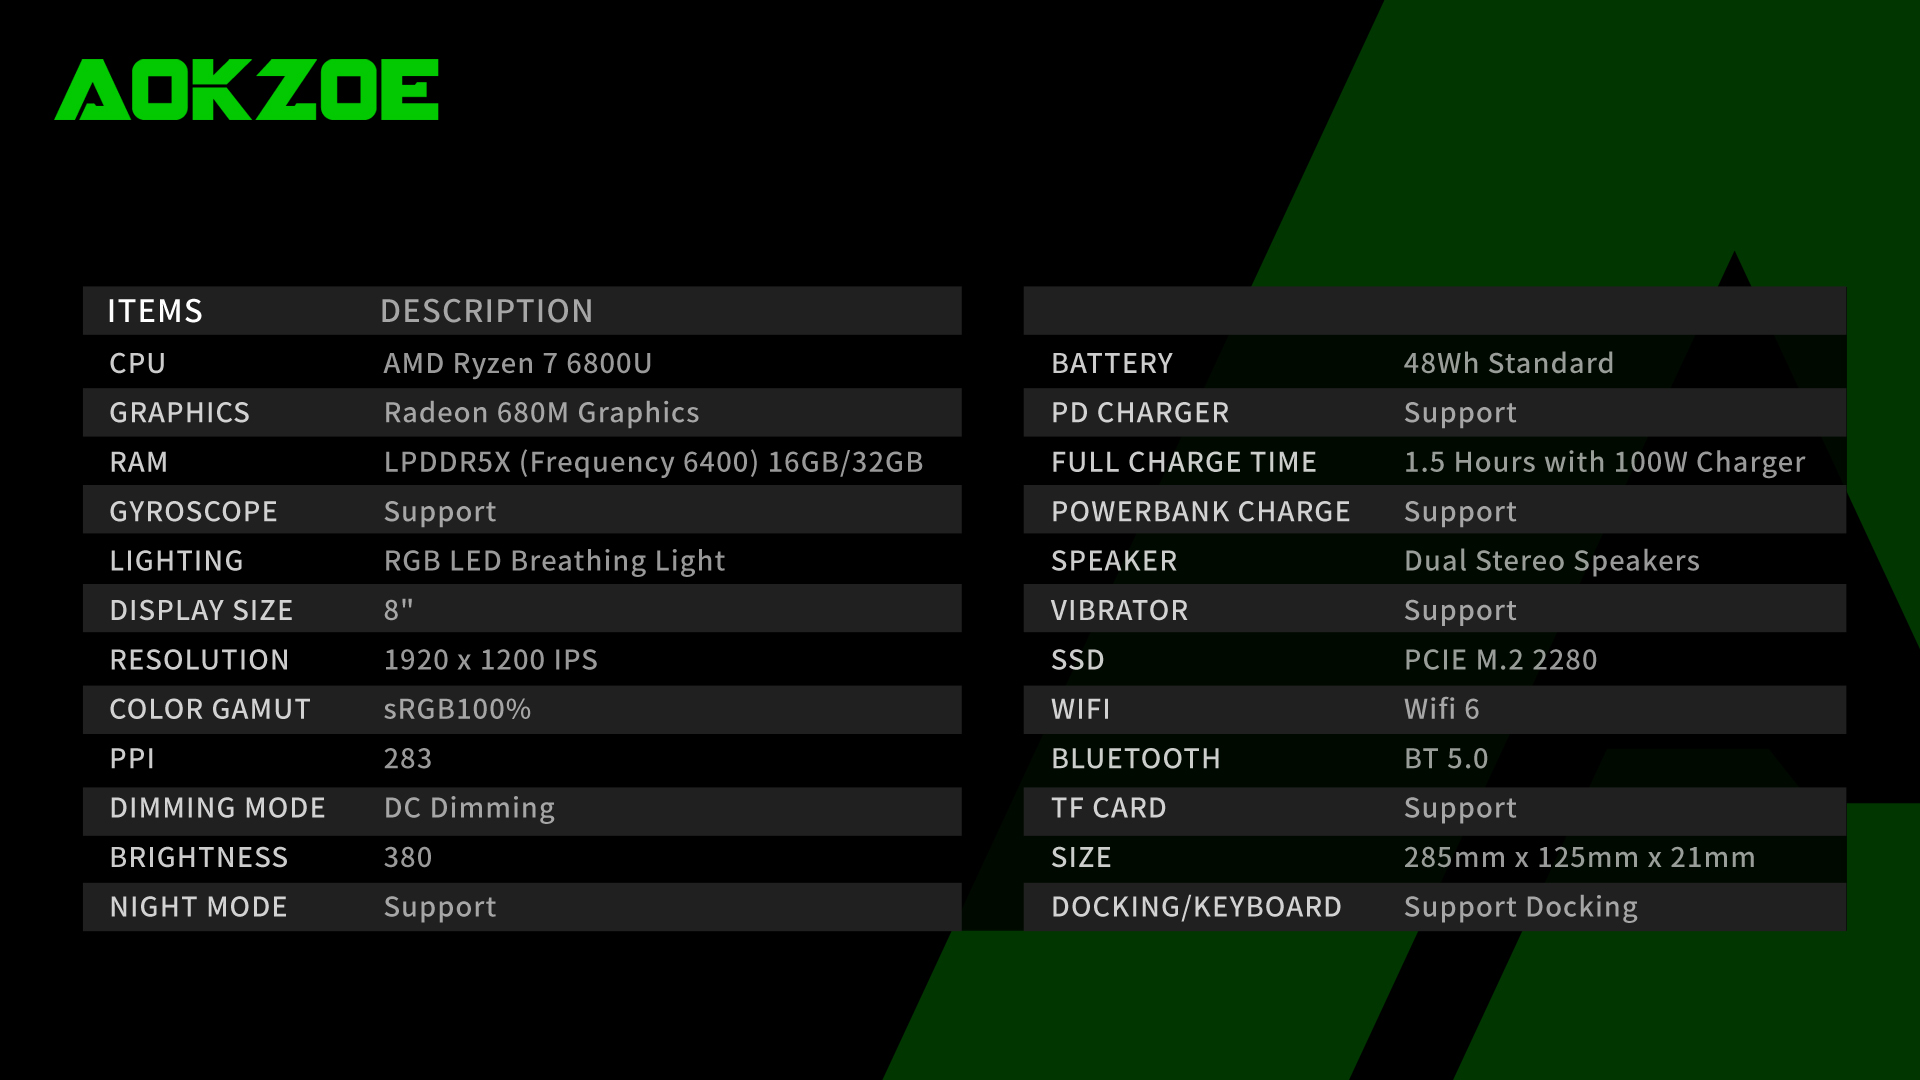 AOKZOE
ITEMS DESCRIPTION
CPU AMD Ryzen 7 6800U
GRAPHICS Radeon 680M Graphics
RAM LPDDR5X (Frequency 6400) 16GB/32GB
GYROSCOPE Support
LIGHTING RGB LED Breathing Light
DISPLAY SIZE 8"
RESOLUTION 1920 x 1200 IPS
COLOR GAMUT sRGB100%
PPI 283
DIMMING MODE DC Dimming
BRIGHTNESS 380
NIGHT MODE Support
BATTERY 48Wh Standard
PD CHARGER Support
FULL CHARGE TIME 1.5 Hours with 100W Charger
POWERBANK CHARGE Support
SPEAKER Dual Stereo Speakers
VIBRATOR Support
SSD PCIE M.2 2280
WIFI Wifi 6
BLUETOOTH BT 5.0
TF CARD Support
SIZE 285mm x 125mm x 21mm
DOCKING/KEYBOARD Support Docking